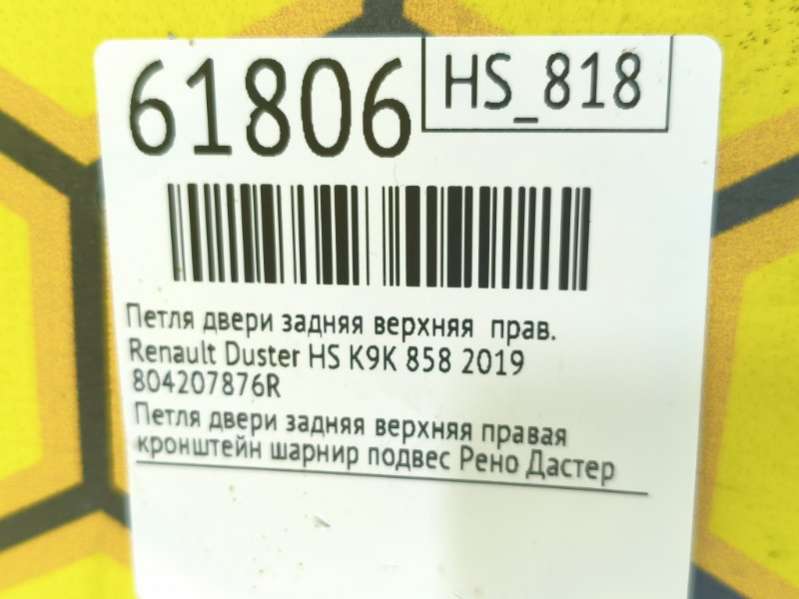 61806
HS_818
Петля двери задняя верхняя прав.
Renault Duster HS K9K 858 2019
804207876R
Петля двери задняя верхняя правая
кронштейн шарнир подвес Рено Дастер